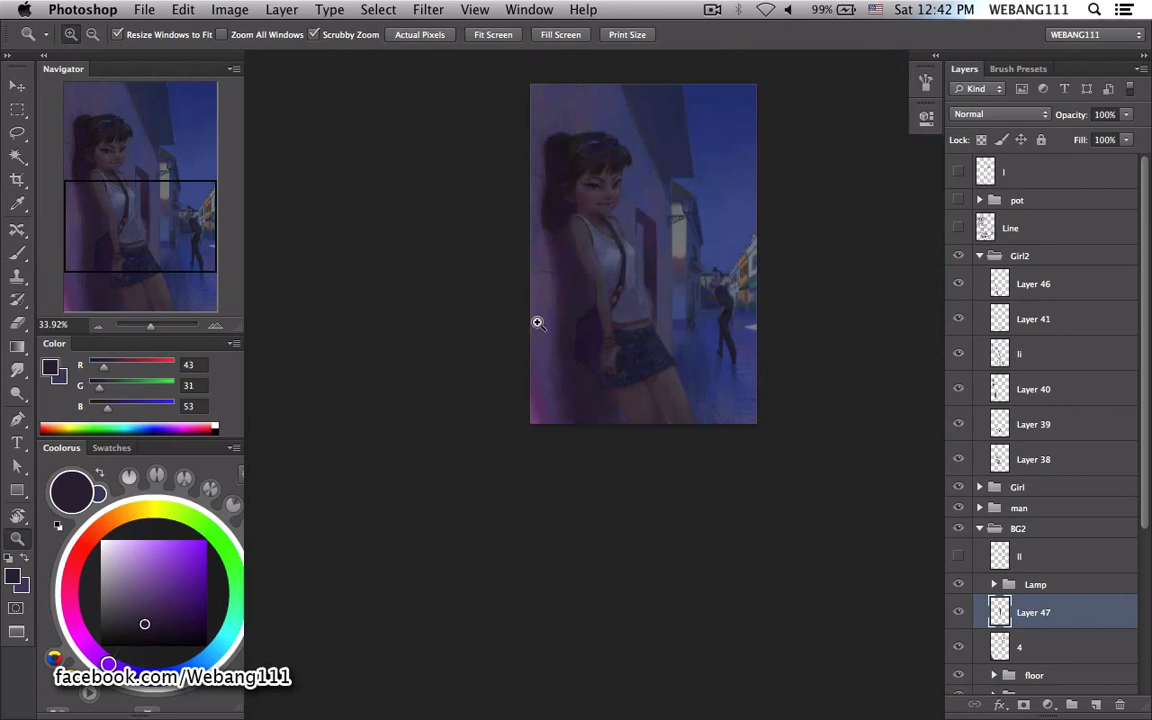 Photoshop File Edit Image Layer Type Select Filter View Window Help 99% Sat 12:42 PM WEBANG111
Resize Windows to Fit Zoom All Windows Scrubby Zoom Actual Pixels Fit Screen Fill Screen Print Size WEBANG111
Navigator
33.92%
Color
R 43
G 31
B 53
Coloorus Swatches
facebook.com/Webang111
Layers Brush Presets
Kind
Normal Opacity: 100%
Lock: Fill: 100%
l
pot
Line
Girl2
Layer 46
Layer 41
li
Layer 40
Layer 39
Layer 38
Girl
man
BG2
ll
Lamp
Layer 47
4
floor
fx